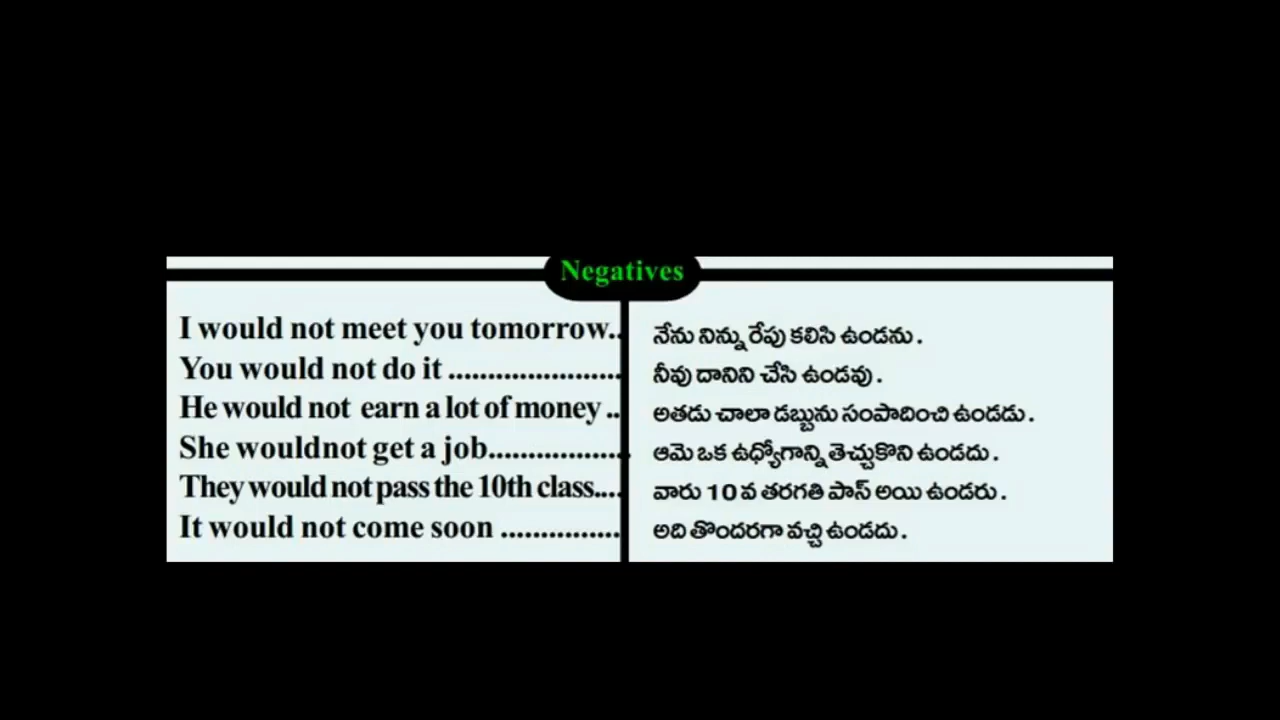 Negatives
I would not meet you tomorrow.. నేను నిన్ను రేపు కలిసి ఉండను.
You would not do it ...................... నీవు దానిని చేసి ఉండవు.
He would not earn a lot of money .. అతడు చాలా డబ్బును సంపాదించి ఉండడు.
She wouldnot get a job.................. ఆమె ఒక ఉధ్యోగాన్ని తెచ్చుకొని ఉండదు.
They would not pass the 10th class.... వారు 10 వ తరగతి పాస్ అయి ఉండరు.
It would not come soon ............... అది తొందరగా వచ్చి ఉండదు.